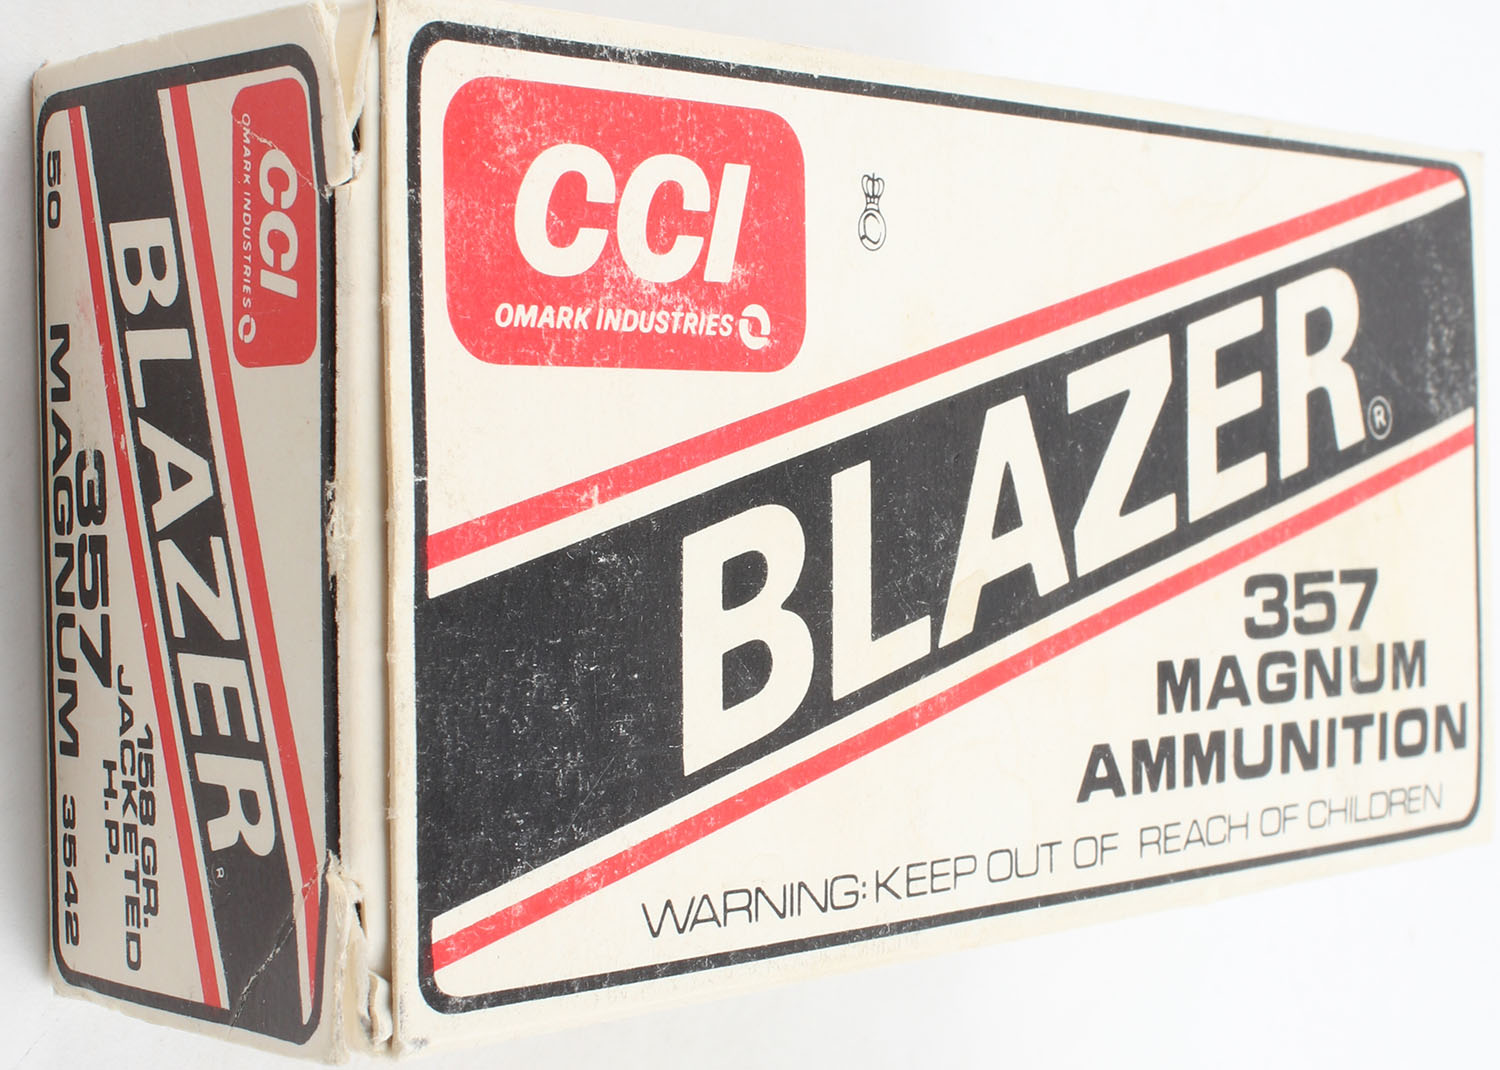 CCI
OMARK INDUSTRIES
BLAZER®
357
MAGNUM
AMMUNITION
WARNING: KEEP OUT OF REACH OF CHILDREN
CCI
OMARK INDUSTRIES
BLAZER®
158 GR.
JACKETED
H.P.
357
50 MAGNUM 3542